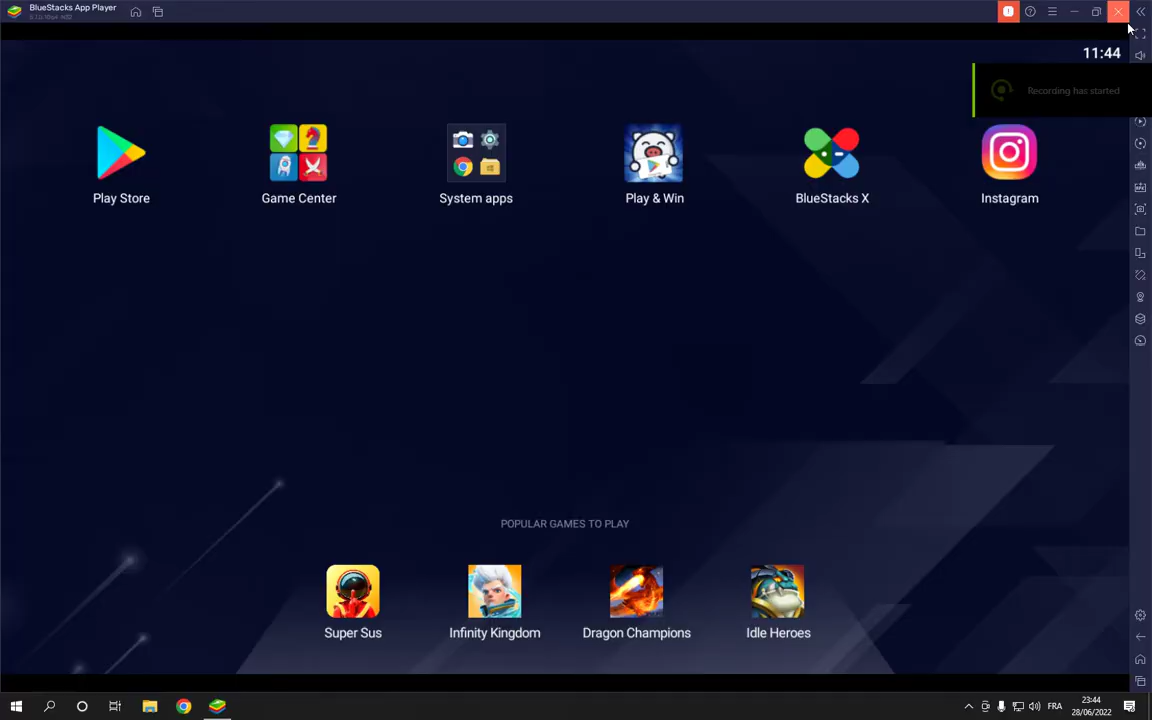 BlueStacks App Player
11:44
Recording has started
Play Store
Game Center
System apps
Play & Win
BlueStacks X
Instagram
POPULAR GAMES TO PLAY
Super Sus
Infinity Kingdom
Dragon Champions
Idle Heroes
FRA
23:44
28/06/2022